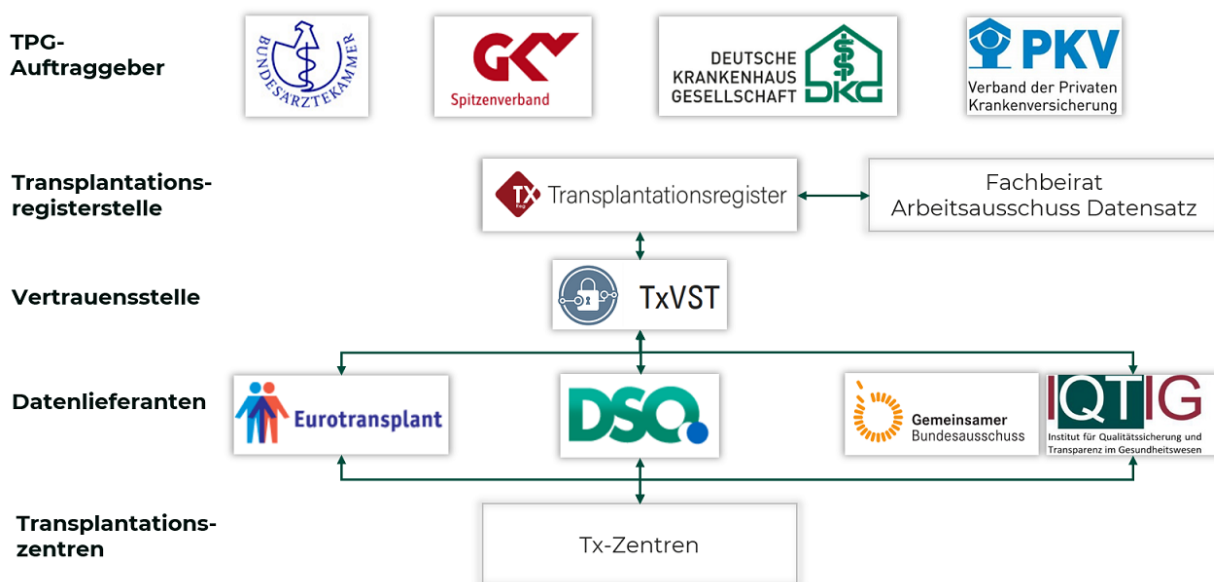 TPG-
Auftraggeber
BUNDESÄRZTEKAMMER
GKV
Spitzenverband
DEUTSCHE
KRANKENHAUS
GESELLSCHAFT
DKG
PKV
Verband der Privaten
Krankenversicherung
Transplantations-
registerstelle
TX
Reg
Transplantationsregister
Fachbeirat
Arbeitsausschuss Datensatz
Vertrauensstelle
TxVST
Datenlieferanten
Eurotransplant
DSO
Gemeinsamer
Bundesausschuss
IQTIG
Institut für Qualitätssicherung und
Transparenz im Gesundheitswesen
Transplantations-
zentren
Tx-Zentren